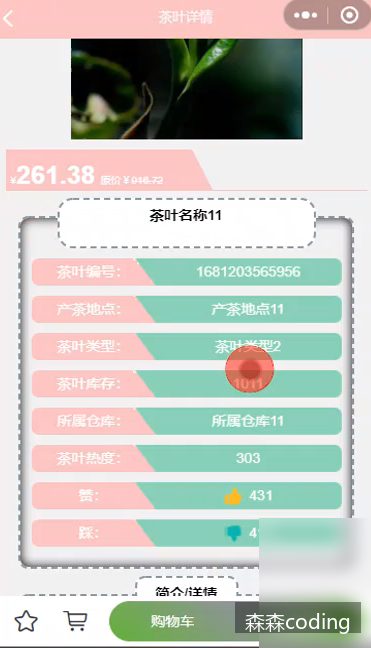 茶叶详情
¥261.38 原价¥916.72
茶叶名称11
茶叶编号： 1681203565956
产茶地点： 产茶地点11
茶叶类型： 茶叶类型2
茶叶库存： 1011
所属仓库： 所属仓库11
茶叶热度： 303
赞： 431
踩：
简介/详情
购物车
森森coding